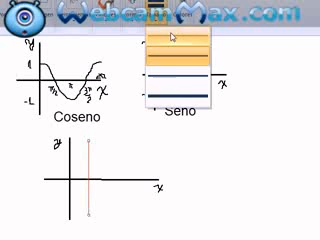 WebcamMax.com
y
1
π/2 π 3π/2 2π x
-1
x
Coseno Seno
y
x